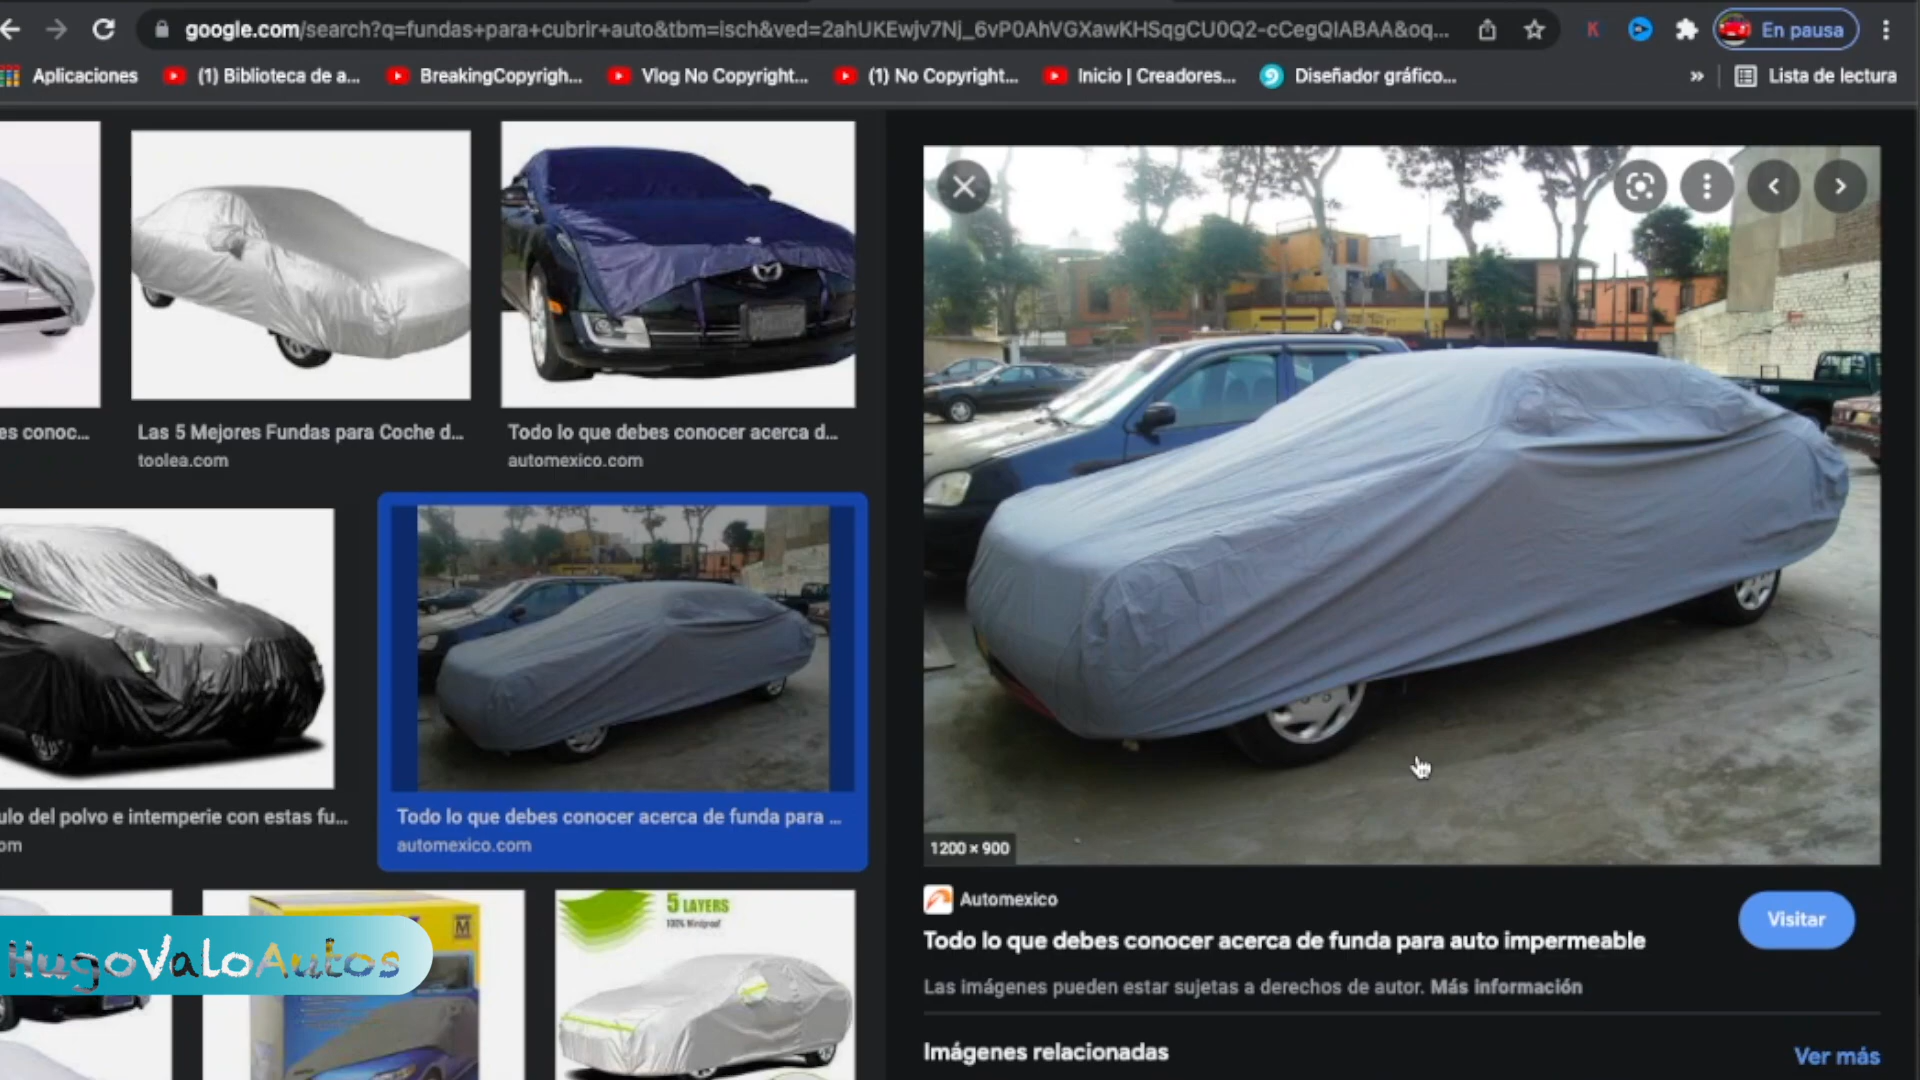 google.com/search?q=fundas+para+cubrir+auto&tbm=isch&ved=2ahUKEwjv7Nj_6vP0AhVGXawKHSqgCU0Q2-cCegQIABAA&oq...
K
En pausa
Aplicaciones
(1) Biblioteca de a...
BreakingCopyrigh...
Vlog No Copyright...
(1) No Copyright...
Inicio | Creadores...
Diseñador gráfico...
»
Lista de lectura
es conoc...
Las 5 Mejores Fundas para Coche d...
toolea.com
Todo lo que debes conocer acerca d...
automexico.com
ulo del polvo e intemperie con estas fu...
om
Todo lo que debes conocer acerca de funda para ...
automexico.com
M
5 LAYERS
HugoValoAutos
1200 × 900
Automexico
Visitar
Todo lo que debes conocer acerca de funda para auto impermeable
Las imágenes pueden estar sujetas a derechos de autor. Más información
Imágenes relacionadas
Ver más